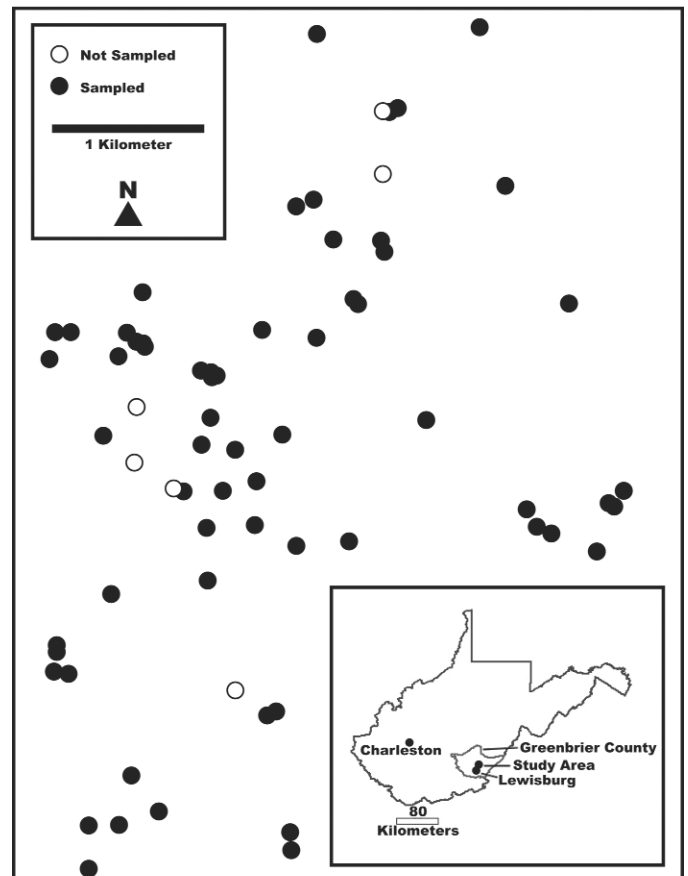 Not Sampled
Sampled
1 Kilometer
N
Charleston
Greenbrier County
Study Area
Lewisburg
80
Kilometers